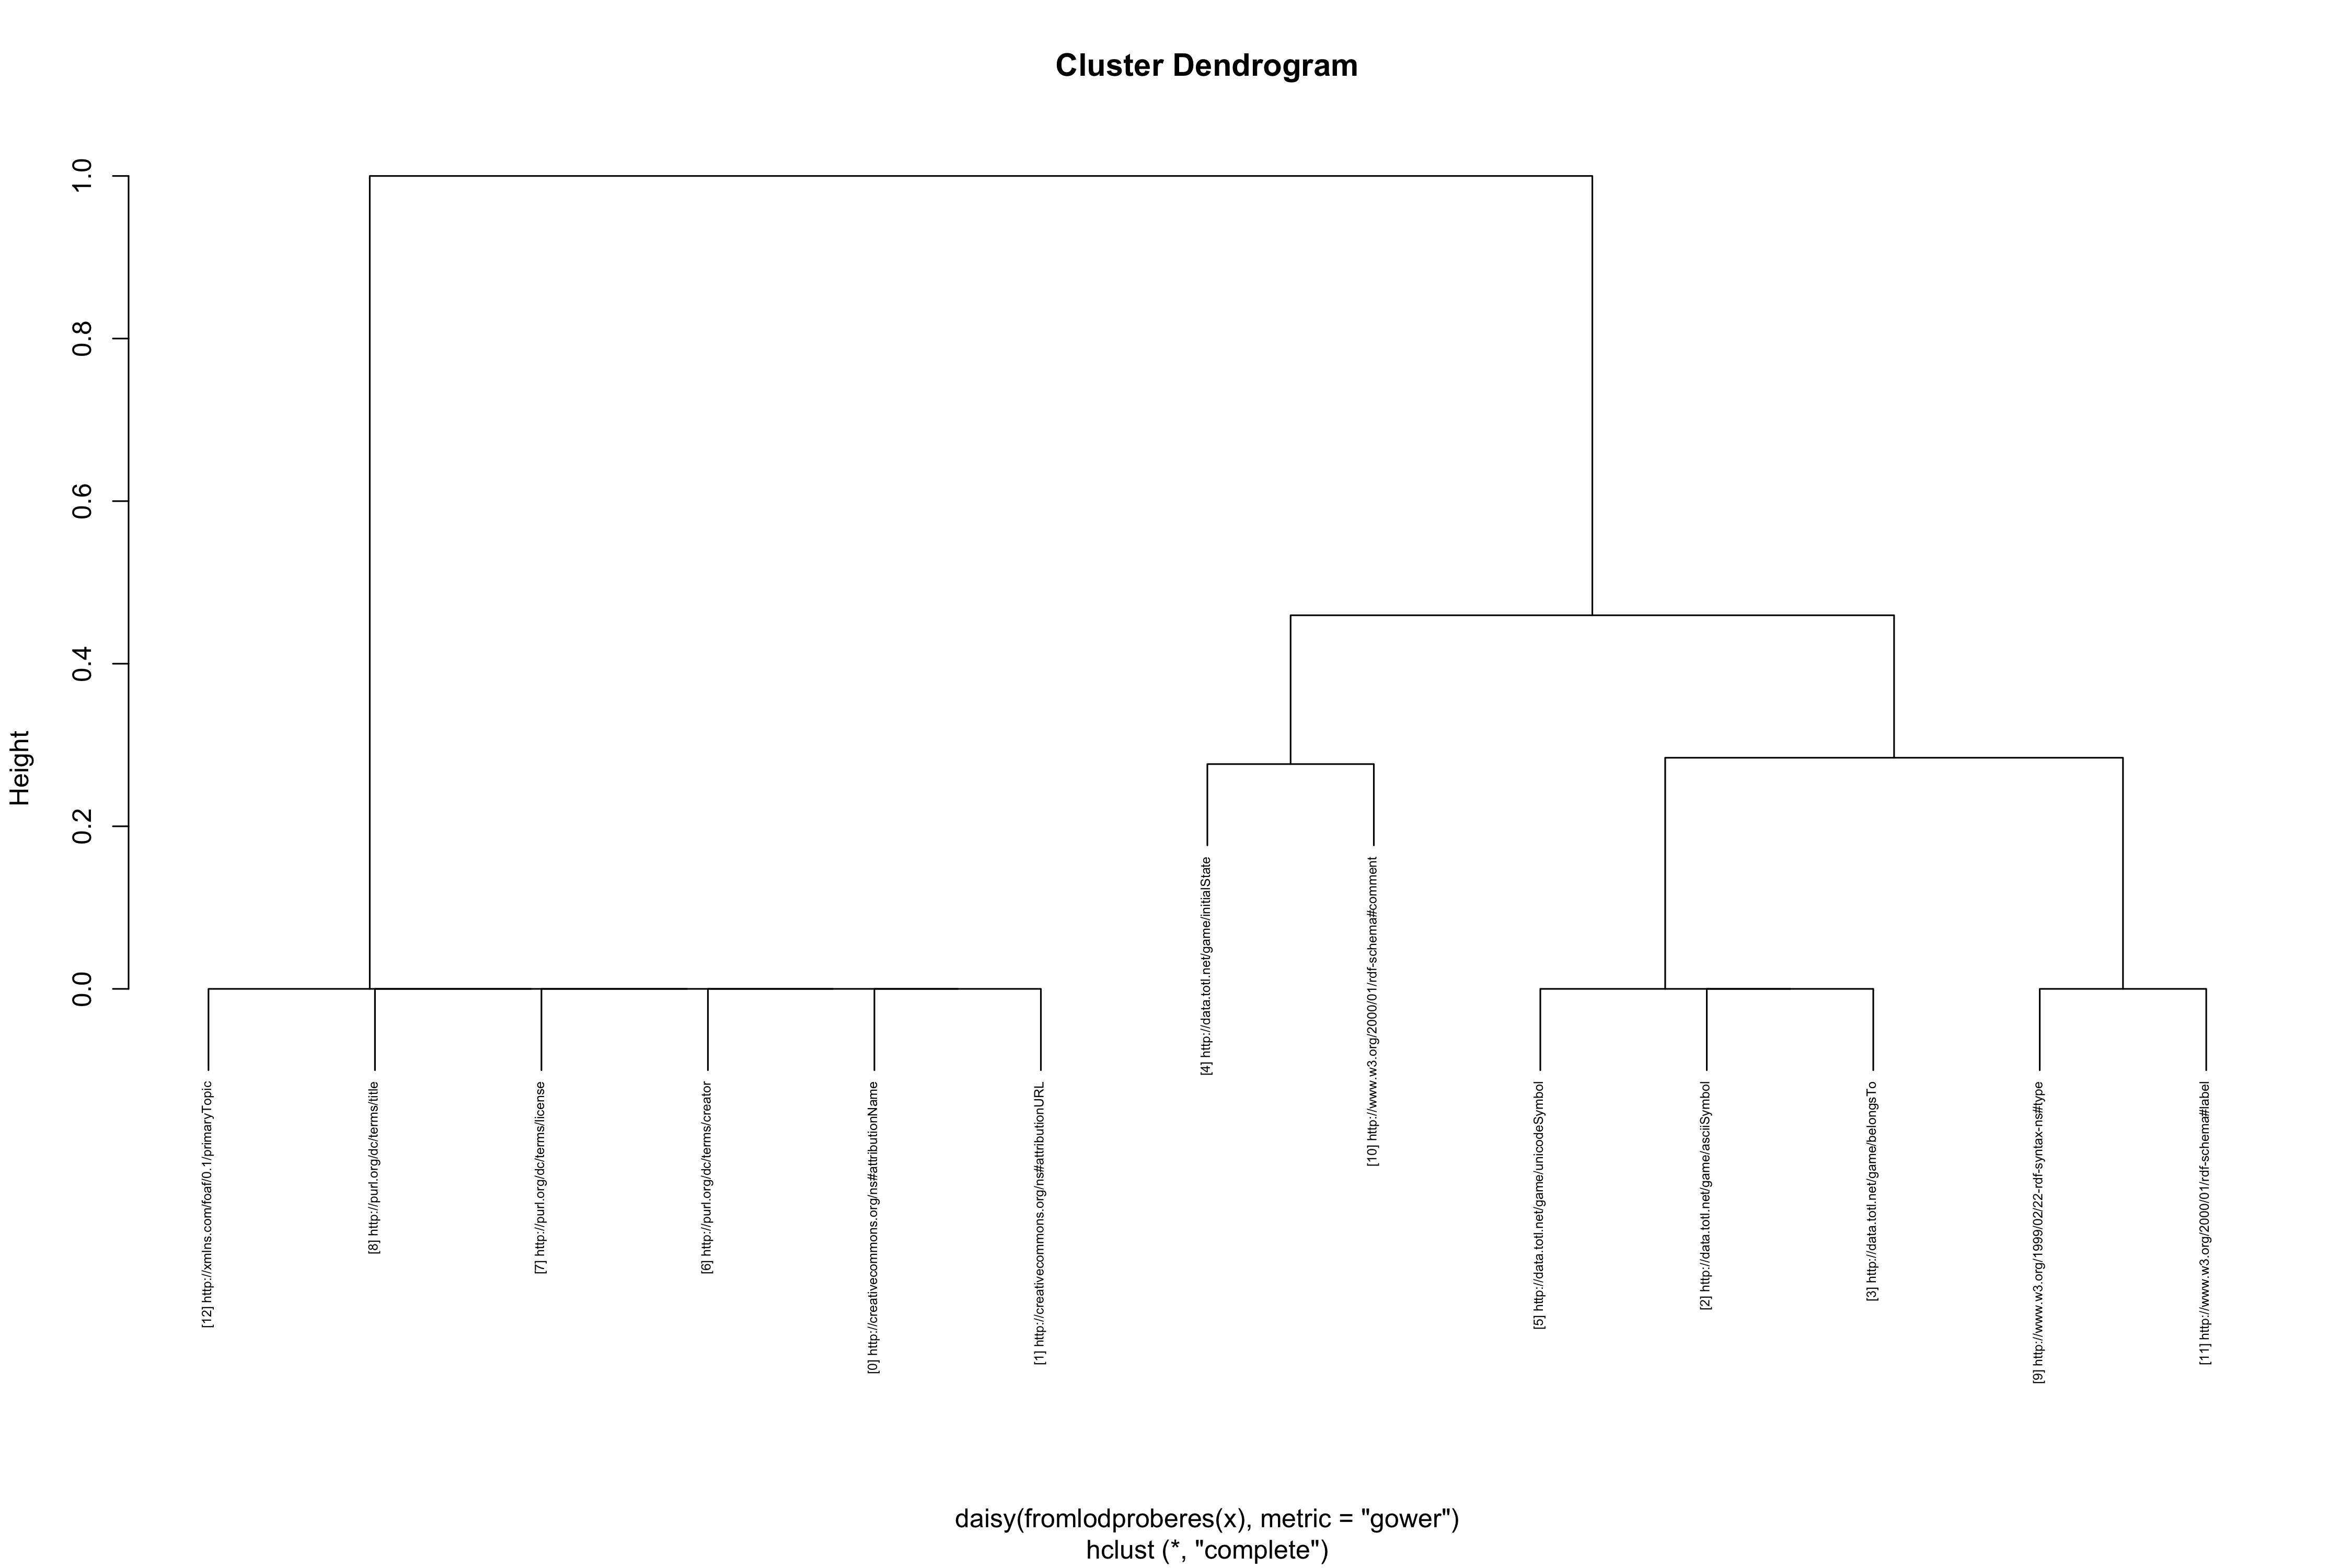 Cluster Dendrogram
1.0
0.8
0.6
0.4
0.2
0.0
Height
[12] http://xmlns.com/foaf/0.1/primaryTopic
[8] http://purl.org/dc/terms/title
[7] http://purl.org/dc/terms/license
[6] http://purl.org/dc/terms/creator
[0] http://creativecommons.org/ns#attributionName
[1] http://creativecommons.org/ns#attributionURL
[4] http://data.totl.net/game/initialState
[10] http://www.w3.org/2000/01/rdf-schema#comment
[5] http://data.totl.net/game/unicodeSymbol
[2] http://data.totl.net/game/asciiSymbol
[3] http://data.totl.net/game/belongsTo
[9] http://www.w3.org/1999/02/22-rdf-syntax-ns#type
[11] http://www.w3.org/2000/01/rdf-schema#label
daisy(fromlodproberes(x), metric = "gower")
hclust (*, "complete")